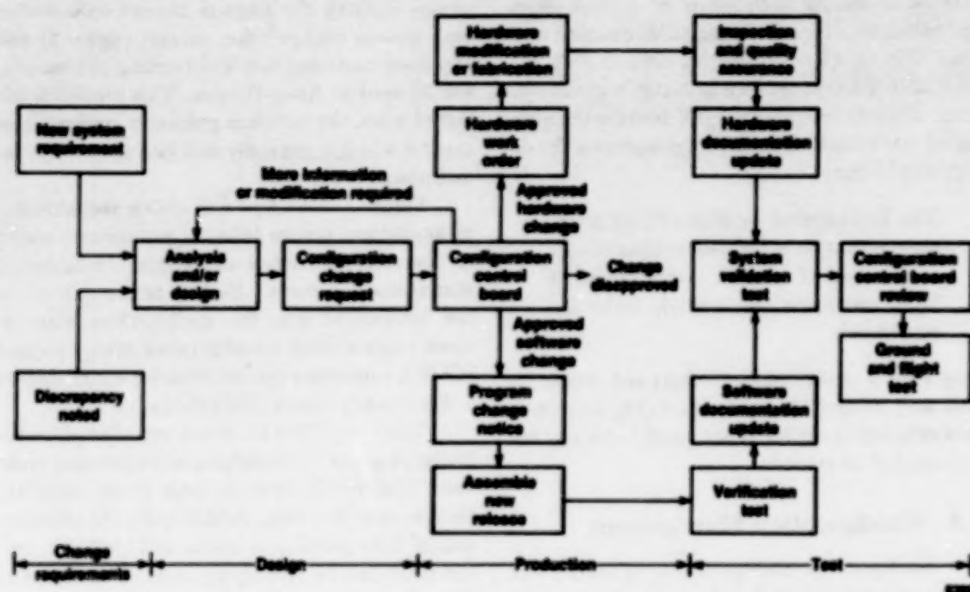 Hardware
modification
or fabrication
Inspection
and quality
assurance
New system
requirement
Hardware
work
order
Hardware
documentation
update
More information
or modification required
Approved
hardware
change
Analysis
and/or
design
Configuration
change
request
Configuration
control
board
Change
disapproved
System
validation
test
Configuration
control board
review
Approved
software
change
Ground
and flight
test
Discrepancy
noted
Program
change
notice
Software
documentation
update
Assemble
new
release
Verification
test
Change
requirements
Design
Production
Test